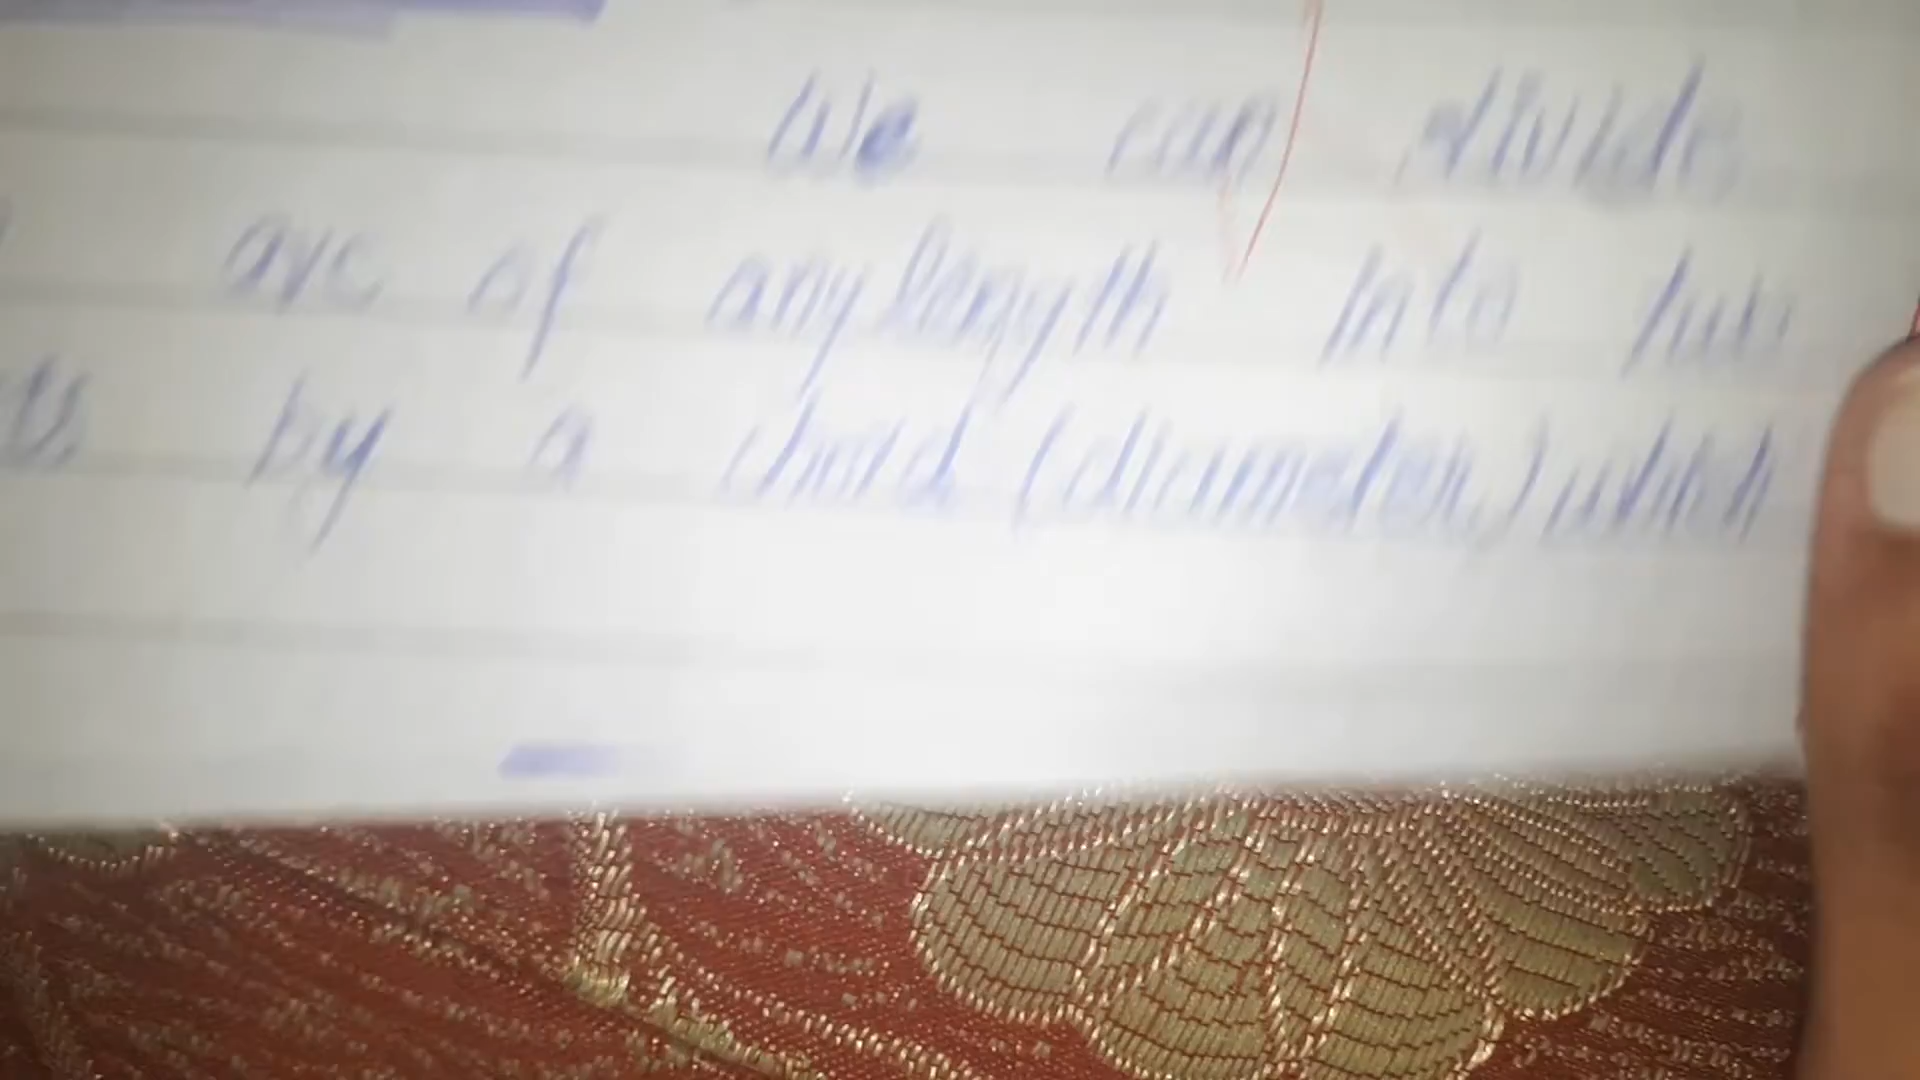 We can divide
arc of any length into two
by a chord (diameter) which